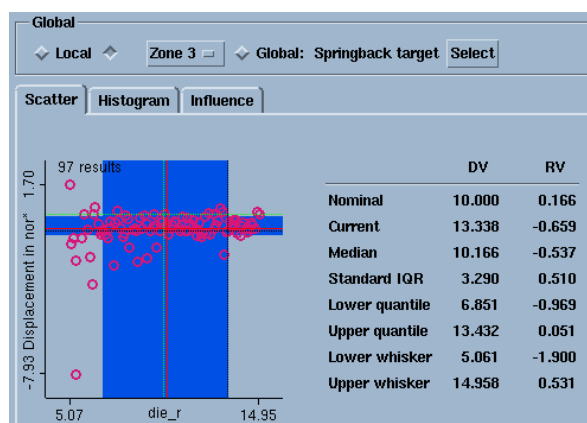 Global
Local Zone 3 Global: Springback target Select
Scatter Histogram Influence
97 results
1.70
Displacement in nor*
-7.93
5.07 die_r 14.95
DV RV
Nominal 10.000 0.166
Current 13.338 -0.659
Median 10.166 -0.537
Standard IQR 3.290 0.510
Lower quantile 6.851 -0.969
Upper quantile 13.432 0.051
Lower whisker 5.061 -1.900
Upper whisker 14.958 0.531